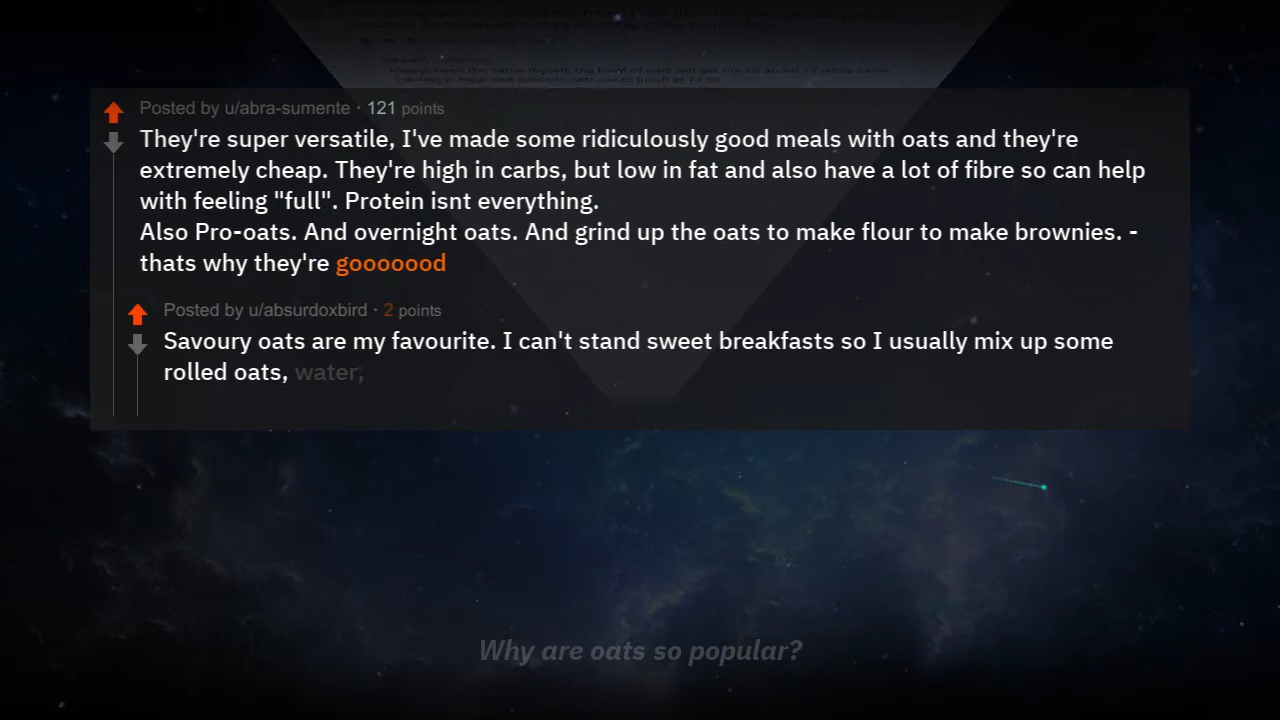 Posted by u/abra-sumente · 121 points
They're super versatile, I've made some ridiculously good meals with oats and they're
extremely cheap. They're high in carbs, but low in fat and also have a lot of fibre so can help
with feeling "full". Protein isnt everything.
Also Pro-oats. And overnight oats. And grind up the oats to make flour to make brownies. -
thats why they're gooooood
Posted by u/absurdoxbird · 2 points
Savoury oats are my favourite. I can't stand sweet breakfasts so I usually mix up some
rolled oats, water,
Why are oats so popular?